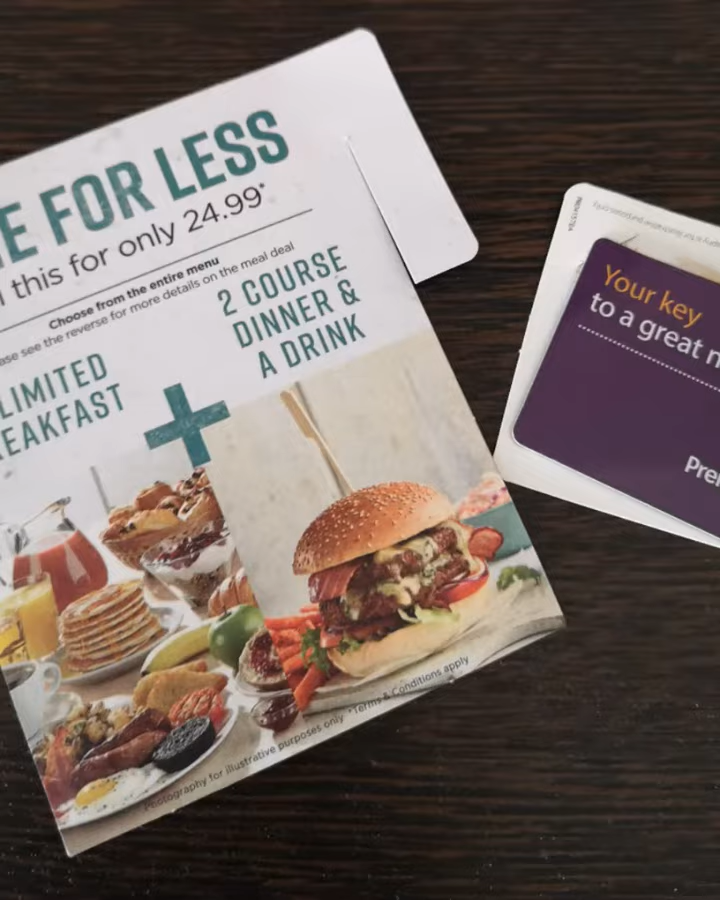 E FOR LESS
this for only 24.99*
Choose from the entire menu
see the reverse for more details on the meal deal
LIMITED
EAKFAST
+
2 COURSE
DINNER &
A DRINK
Photography for illustrative purposes only *Terms & Conditions apply
Your key
to a great n
Prem